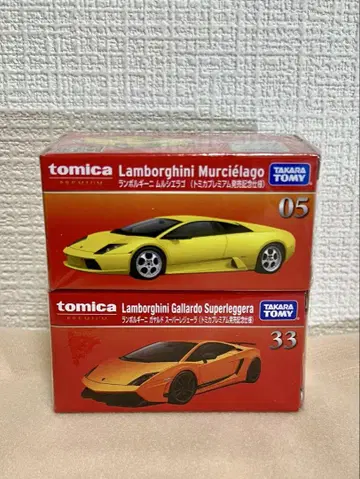 tomica
PREMIUM
Lamborghini Murciélago
ランボルギーニ ムルシエラゴ（トミカプレミアム発売記念仕様）
TAKARA
TOMY
05
tomica
PREMIUM
Lamborghini Gallardo Superleggera
ランボルギーニ ガヤルド スーパーレジェーラ（トミカプレミアム発売記念仕様）
TAKARA
TOMY
33